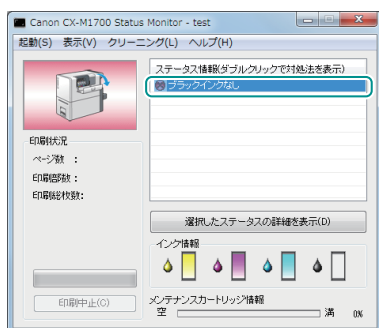 Canon CX-M1700 Status Monitor - test
起動(S) 表示(V) クリーニング(L) ヘルプ(H)
ステータス情報(ダブルクリックで対処法を表示)
ブラックインクなし
印刷状況
ページ数 :
印刷部数:
印刷総枚数:
選択したステータスの詳細を表示(D)
インク情報
印刷中止(C)
メンテナンスカートリッジ情報
空 満 0%